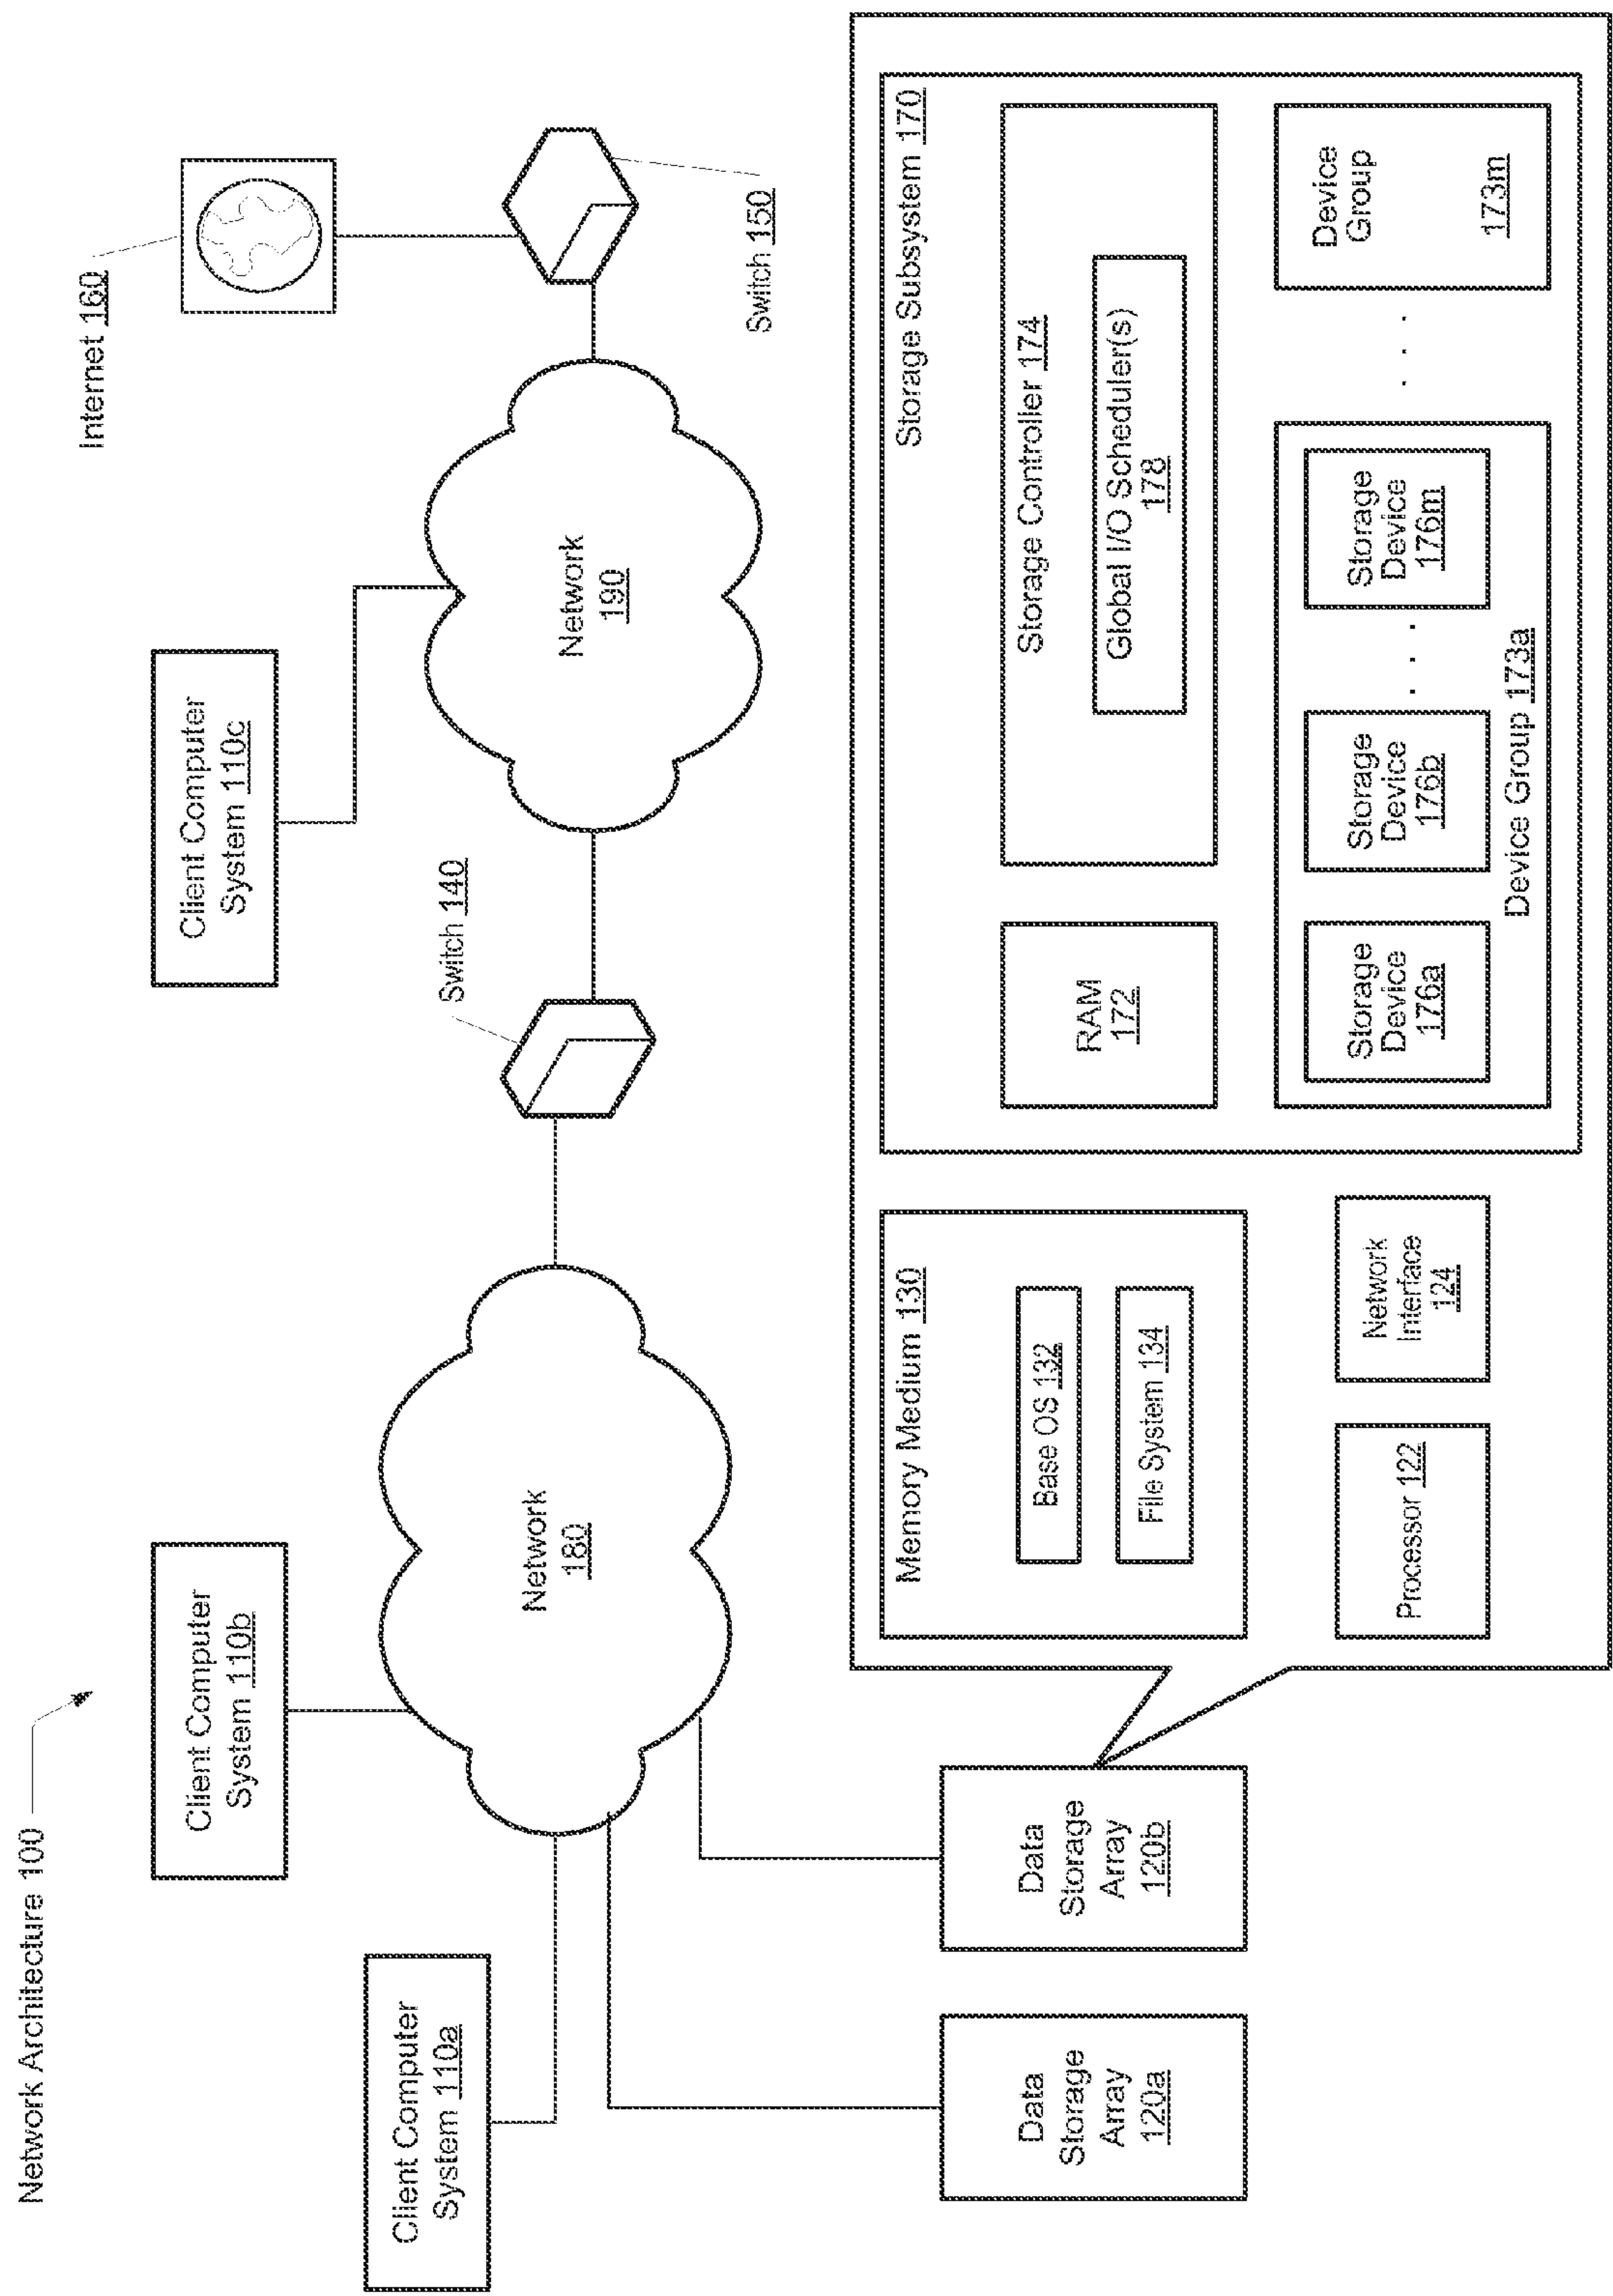 Network Architecture 100
Client Computer
System 110a
Client Computer
System 110b
Client Computer
System 110c
Internet 160
Switch 140
Switch 150
Network
180
Network
190
Data
Storage
Array
120a
Data
Storage
Array
120b
Memory Medium 130
Base OS 132
File System 134
Processor 122
Network
Interface
124
Storage Subsystem 170
RAM
172
Storage Controller 174
Global I/O Scheduler(s)
178
Storage
Device
176a
Storage
Device
176b
. . .
Storage
Device
176m
Device Group 173a
. . .
Device
Group
173m